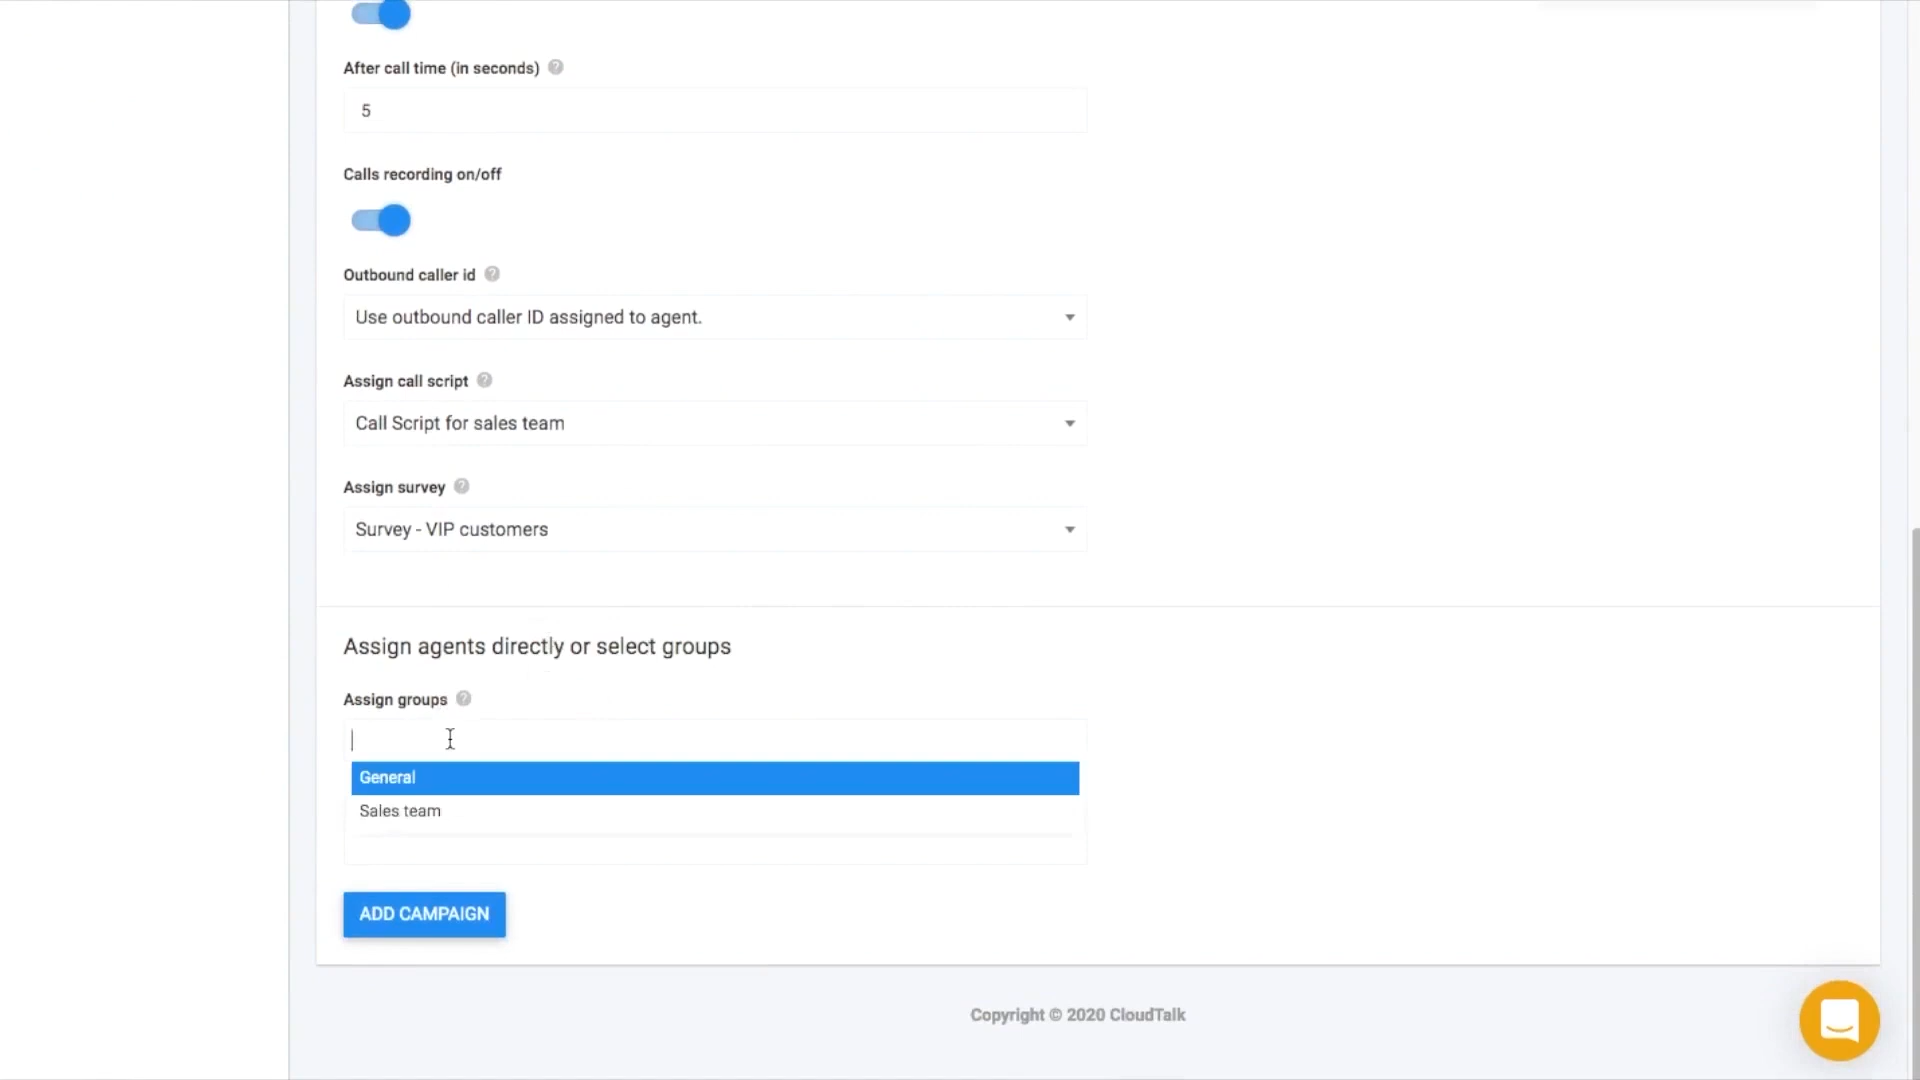 After call time (in seconds) ?
5
Calls recording on/off
Outbound caller id ?
Use outbound caller ID assigned to agent.
Assign call script ?
Call Script for sales team
Assign survey ?
Survey - VIP customers
Assign agents directly or select groups
Assign groups ?
General
Sales team
ADD CAMPAIGN
Copyright © 2020 CloudTalk